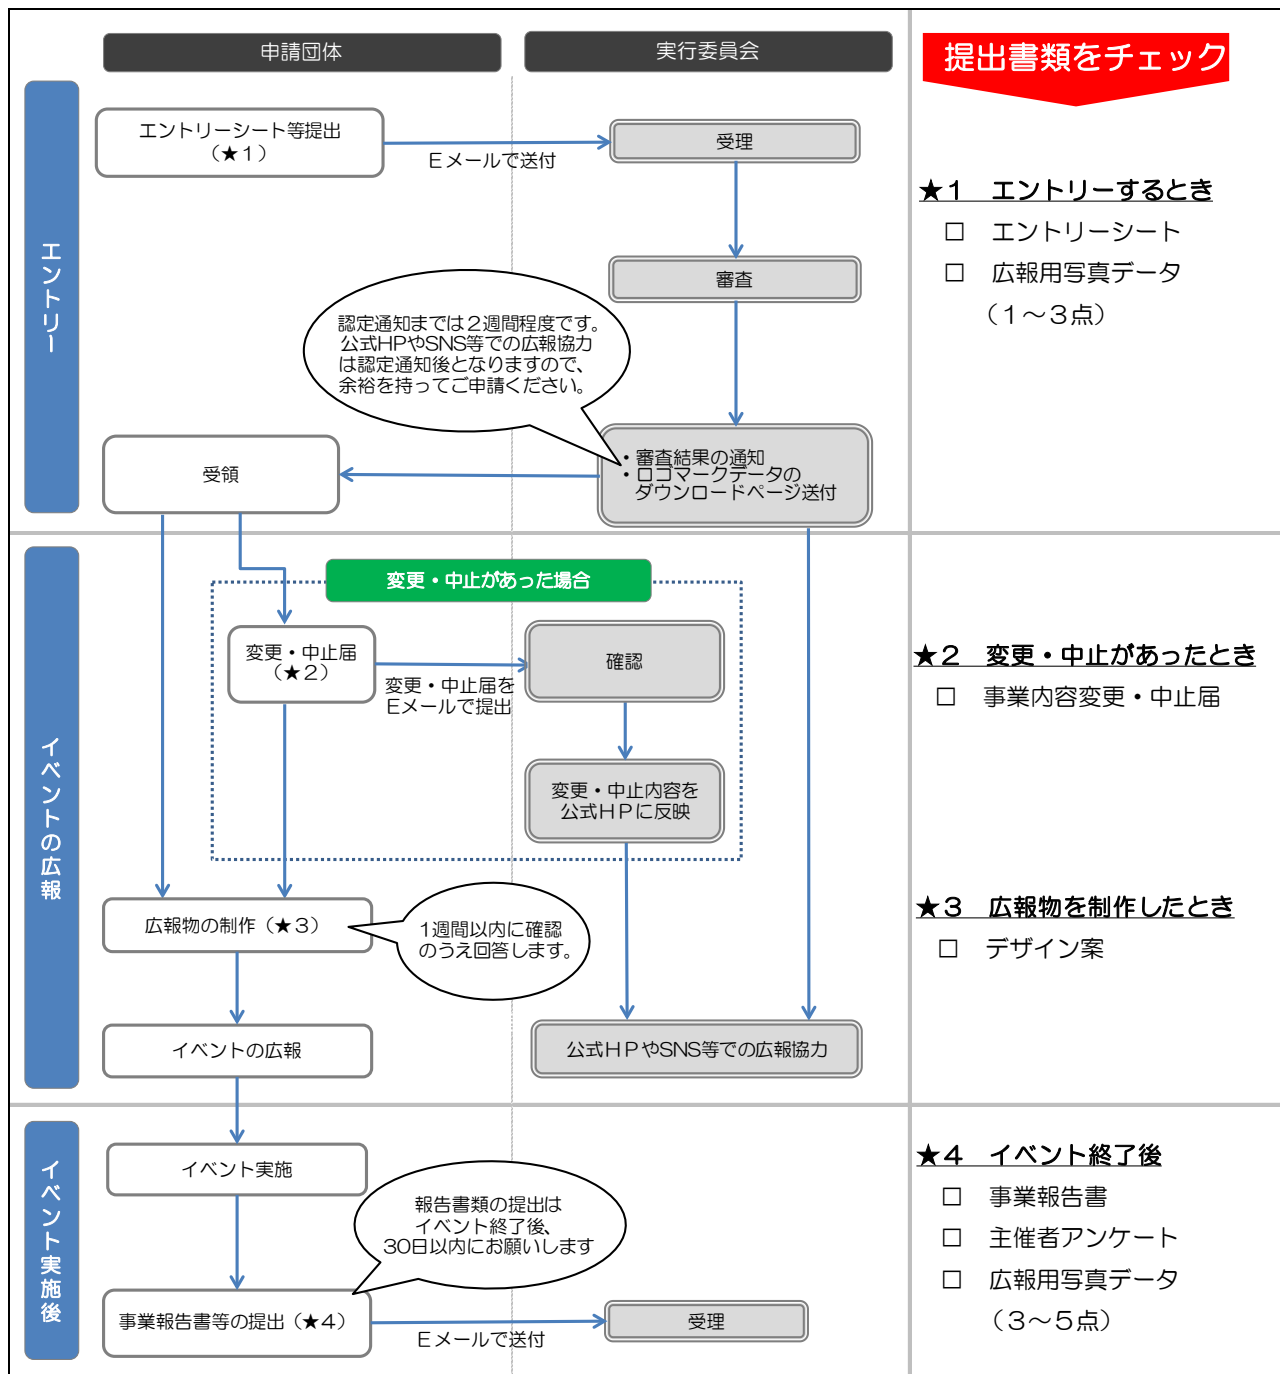 申請団体
実行委員会
提出書類をチェック
エントリー
エントリーシート等提出
（★１）
Ｅメールで送付
受理
審査
認定通知までは２週間程度です。
公式HPやSNS等での広報協力
は認定通知後となりますので、
余裕を持ってご申請ください。
・審査結果の通知
・ロゴマークデータの
ダウンロードページ送付
受領
★１　エントリーするとき
□　エントリーシート
□　広報用写真データ
（１～３点）
イベントの広報
変更・中止があった場合
変更・中止届
（★２）
変更・中止届を
Ｅメールで提出
確認
変更・中止内容を
公式ＨＰに反映
広報物の制作（★３）
1週間以内に確認
のうえ回答します。
イベントの広報
公式ＨＰやSNS等での広報協力
★２　変更・中止があったとき
□　事業内容変更・中止届
★３　広報物を制作したとき
□　デザイン案
イベント実施後
イベント実施
報告書類の提出は
イベント終了後、
30日以内にお願いします
事業報告書等の提出（★４）
Ｅメールで送付
受理
★４　イベント終了後
□　事業報告書
□　主催者アンケート
□　広報用写真データ
（３～５点）